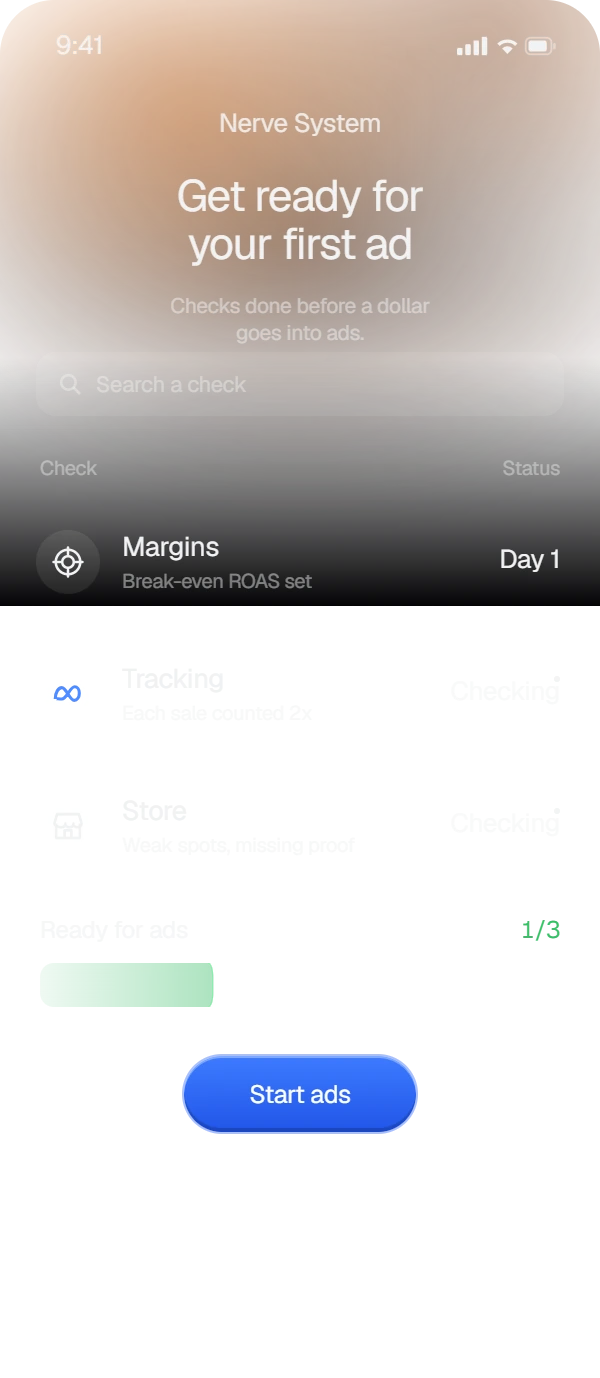 9:41
Nerve System
Get ready for
your first ad
Checks done before a dollar
goes into ads.
Search a check
Check Status
Margins Day 1
Break-even ROAS set
Tracking Checking
Each sale counted 2x
Store Checking
Weak spots, missing proof
Ready for ads 1/3
Start ads